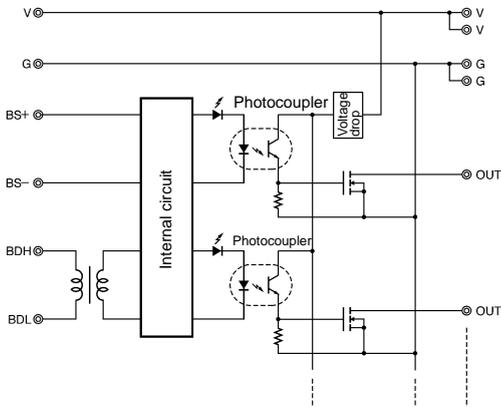 V
V
V
G
G
G
BS+
BS−
BDH
BDL
Internal circuit
Photocoupler
Voltage drop
OUT
Photocoupler
OUT